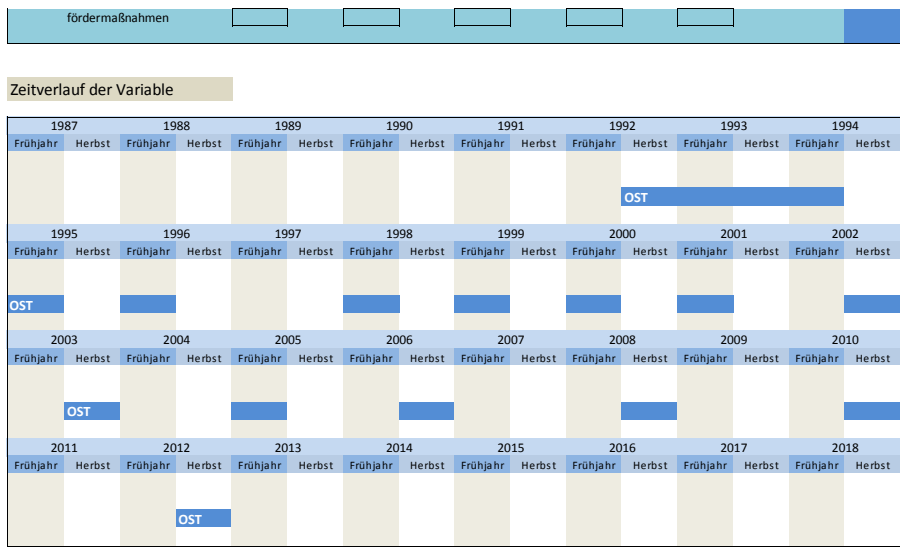 fördermaßnahmen
Zeitverlauf der Variable
1987 1988 1989 1990 1991 1992 1993 1994
Frühjahr Herbst Frühjahr Herbst Frühjahr Herbst Frühjahr Herbst Frühjahr Herbst Frühjahr Herbst Frühjahr Herbst Frühjahr Herbst
OST
1995 1996 1997 1998 1999 2000 2001 2002
Frühjahr Herbst Frühjahr Herbst Frühjahr Herbst Frühjahr Herbst Frühjahr Herbst Frühjahr Herbst Frühjahr Herbst Frühjahr Herbst
OST
2003 2004 2005 2006 2007 2008 2009 2010
Frühjahr Herbst Frühjahr Herbst Frühjahr Herbst Frühjahr Herbst Frühjahr Herbst Frühjahr Herbst Frühjahr Herbst Frühjahr Herbst
OST
2011 2012 2013 2014 2015 2016 2017 2018
Frühjahr Herbst Frühjahr Herbst Frühjahr Herbst Frühjahr Herbst Frühjahr Herbst Frühjahr Herbst Frühjahr Herbst Frühjahr Herbst
OST